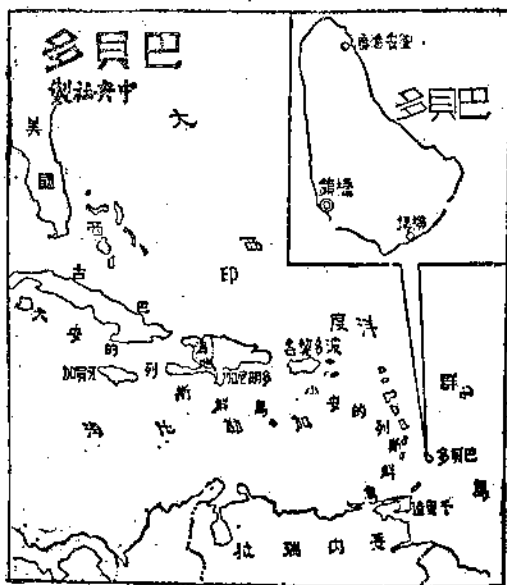 巴貝多
中央社製
巴貝多
橋鎮
美國
大西洋
西印度群島
古巴
大安的列斯群島
牙買加
海地
多明尼加
波多黎各
小安的列斯群島
加勒比海
巴貝多
千里達
委內瑞拉